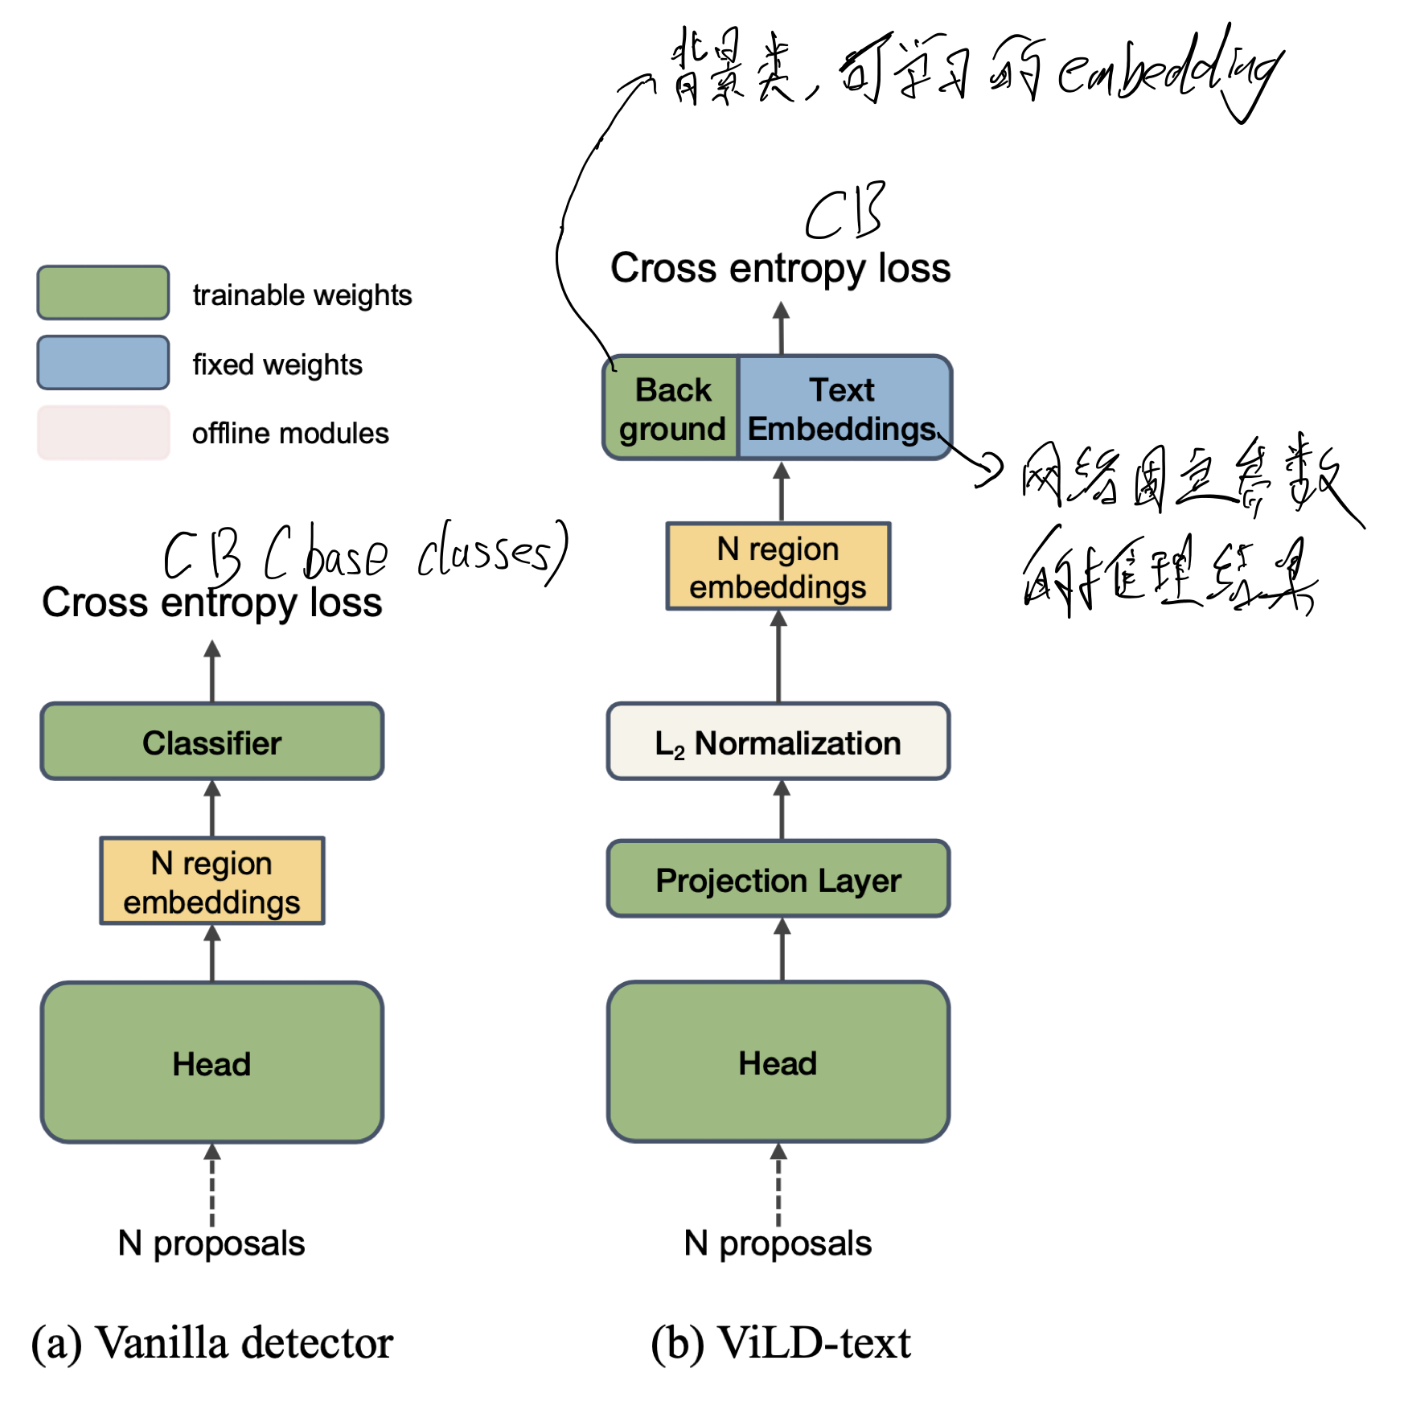 背景类,可学习的embedding
CB
Cross entropy loss
trainable weights
fixed weights
offline modules
Back
ground
Text
Embeddings
网络固定参数
的推理结果
N region
embeddings
CB (base classes)
Cross entropy loss
Classifier
L₂ Normalization
N region
embeddings
Projection Layer
Head
Head
N proposals
N proposals
(a) Vanilla detector
(b) ViLD-text